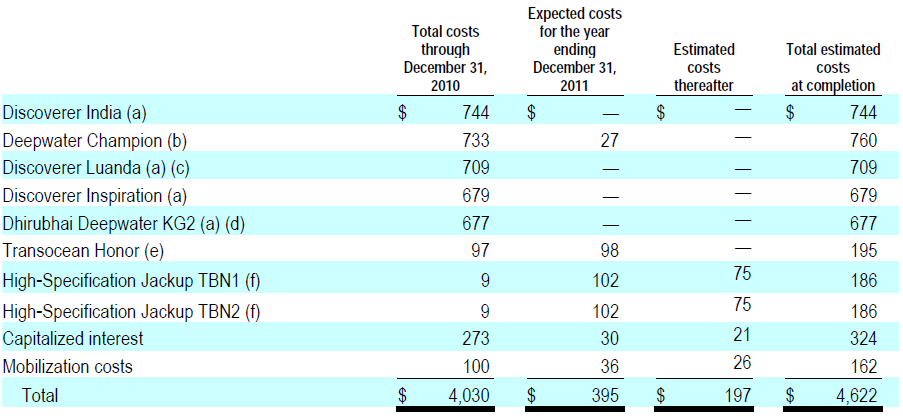 Total costs through December 31, 2010 Expected costs for the year ending December 31, 2011 Estimated costs thereafter Total estimated costs at completion
Discoverer India (a) $ 744 $ — $ — $ 744
Deepwater Champion (b) 733 27 — 760
Discoverer Luanda (a) (c) 709 — — 709
Discoverer Inspiration (a) 679 — — 679
Dhirubhai Deepwater KG2 (a) (d) 677 — — 677
Transocean Honor (e) 97 98 — 195
High-Specification Jackup TBN1 (f) 9 102 75 186
High-Specification Jackup TBN2 (f) 9 102 75 186
Capitalized interest 273 30 21 324
Mobilization costs 100 36 26 162
Total $ 4,030 $ 395 $ 197 $ 4,622